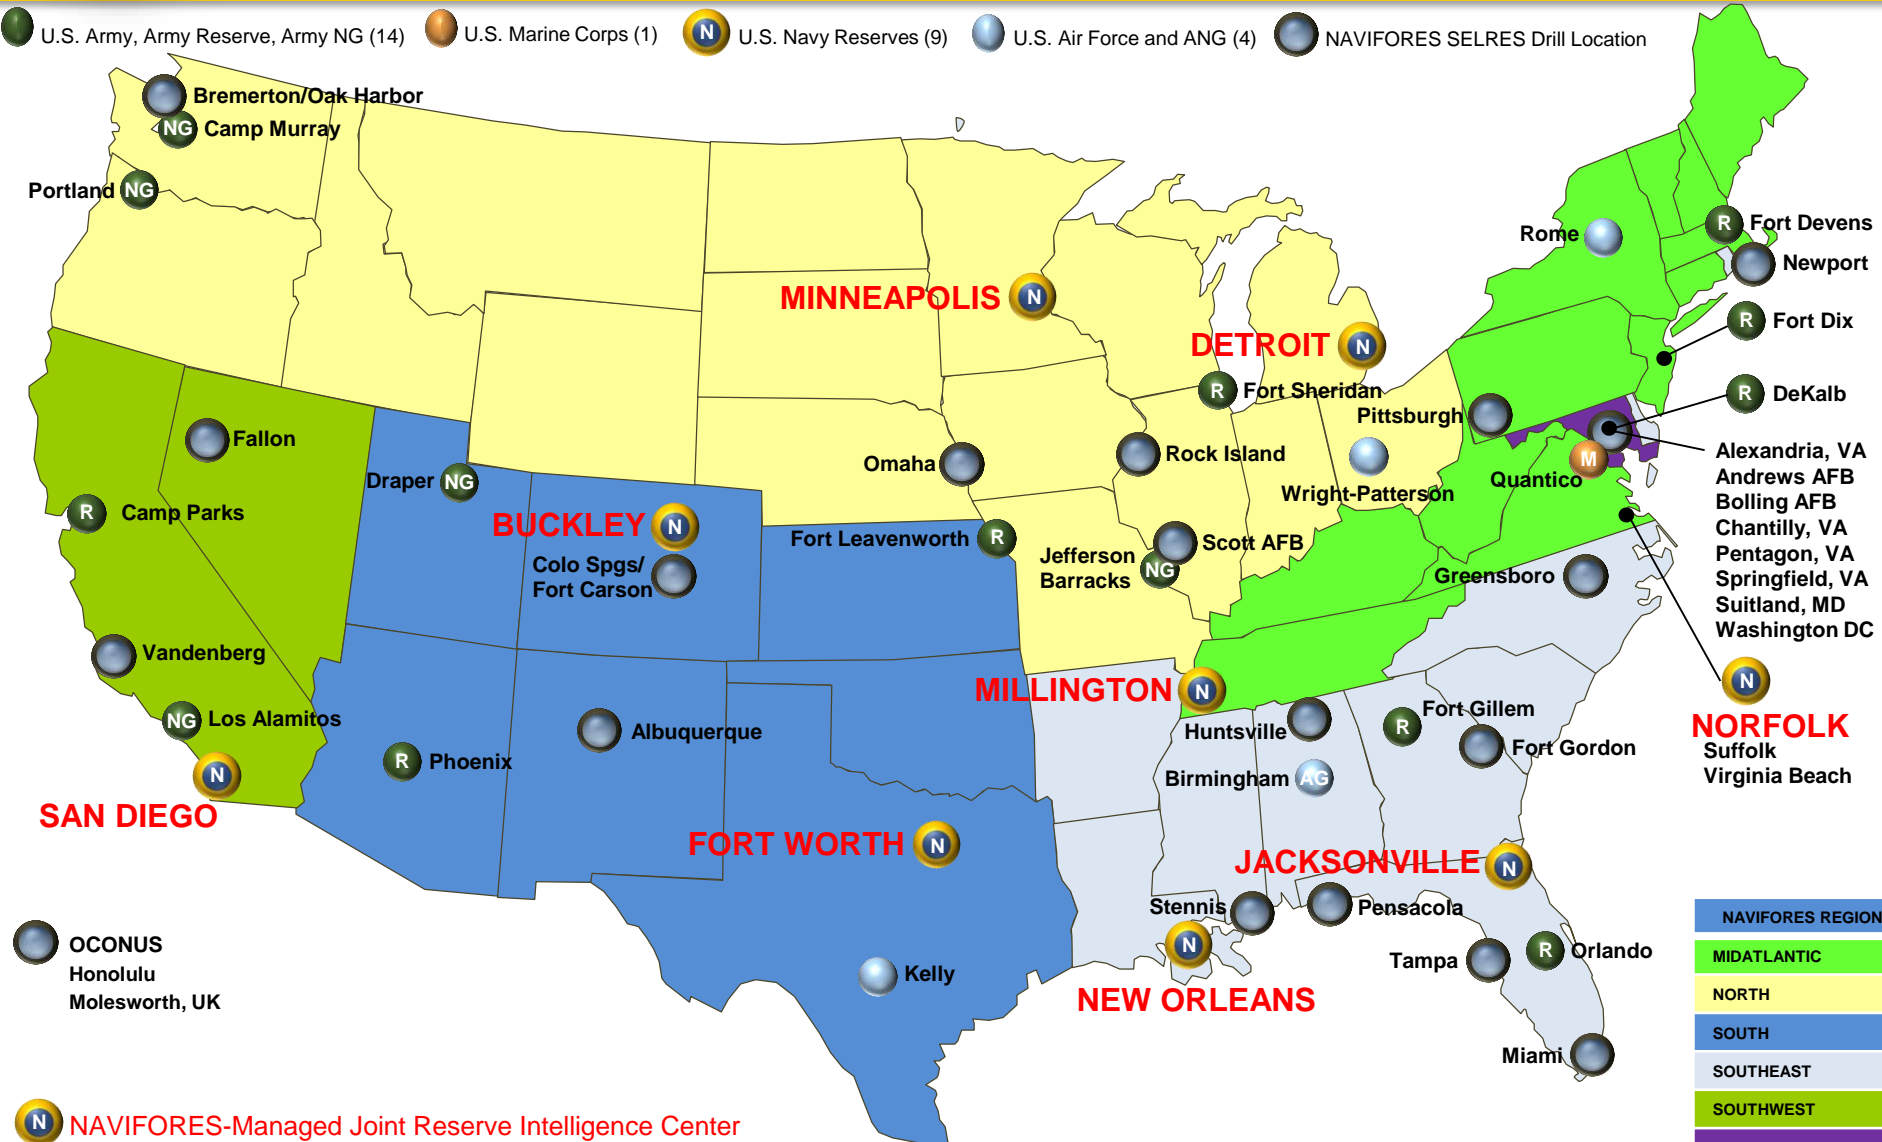 U.S. Army, Army Reserve, Army NG (14)
U.S. Marine Corps (1)
N
U.S. Navy Reserves (9)
U.S. Air Force and ANG (4)
NAVIFORES SELRES Drill Location
Bremerton/Oak Harbor
NG Camp Murray
Portland NG
Rome
R Fort Devens
Newport
MINNEAPOLIS N
R Fort Dix
DETROIT N
R Fort Sheridan
R DeKalb
Pittsburgh
Fallon
Omaha
Rock Island
Wright-Patterson
M
Quantico
Alexandria, VA
Andrews AFB
Bolling AFB
Chantilly, VA
Pentagon, VA
Springfield, VA
Suitland, MD
Washington DC
Draper NG
R Camp Parks
BUCKLEY N
Colo Spgs/
Fort Carson
Fort Leavenworth R
Scott AFB
Jefferson
Barracks NG
Greensboro
Vandenberg
MILLINGTON N
N
NORFOLK
Suffolk
Virginia Beach
NG Los Alamitos
Albuquerque
Huntsville
Fort Gillem
R
Fort Gordon
R Phoenix
Birmingham AG
N
SAN DIEGO
FORT WORTH N
JACKSONVILLE N
Stennis
Pensacola
N
NEW ORLEANS
Tampa
R Orlando
Kelly
Miami
OCONUS
Honolulu
Molesworth, UK
NAVIFORES REGION
MIDATLANTIC
NORTH
SOUTH
SOUTHEAST
SOUTHWEST
N NAVIFORES-Managed Joint Reserve Intelligence Center